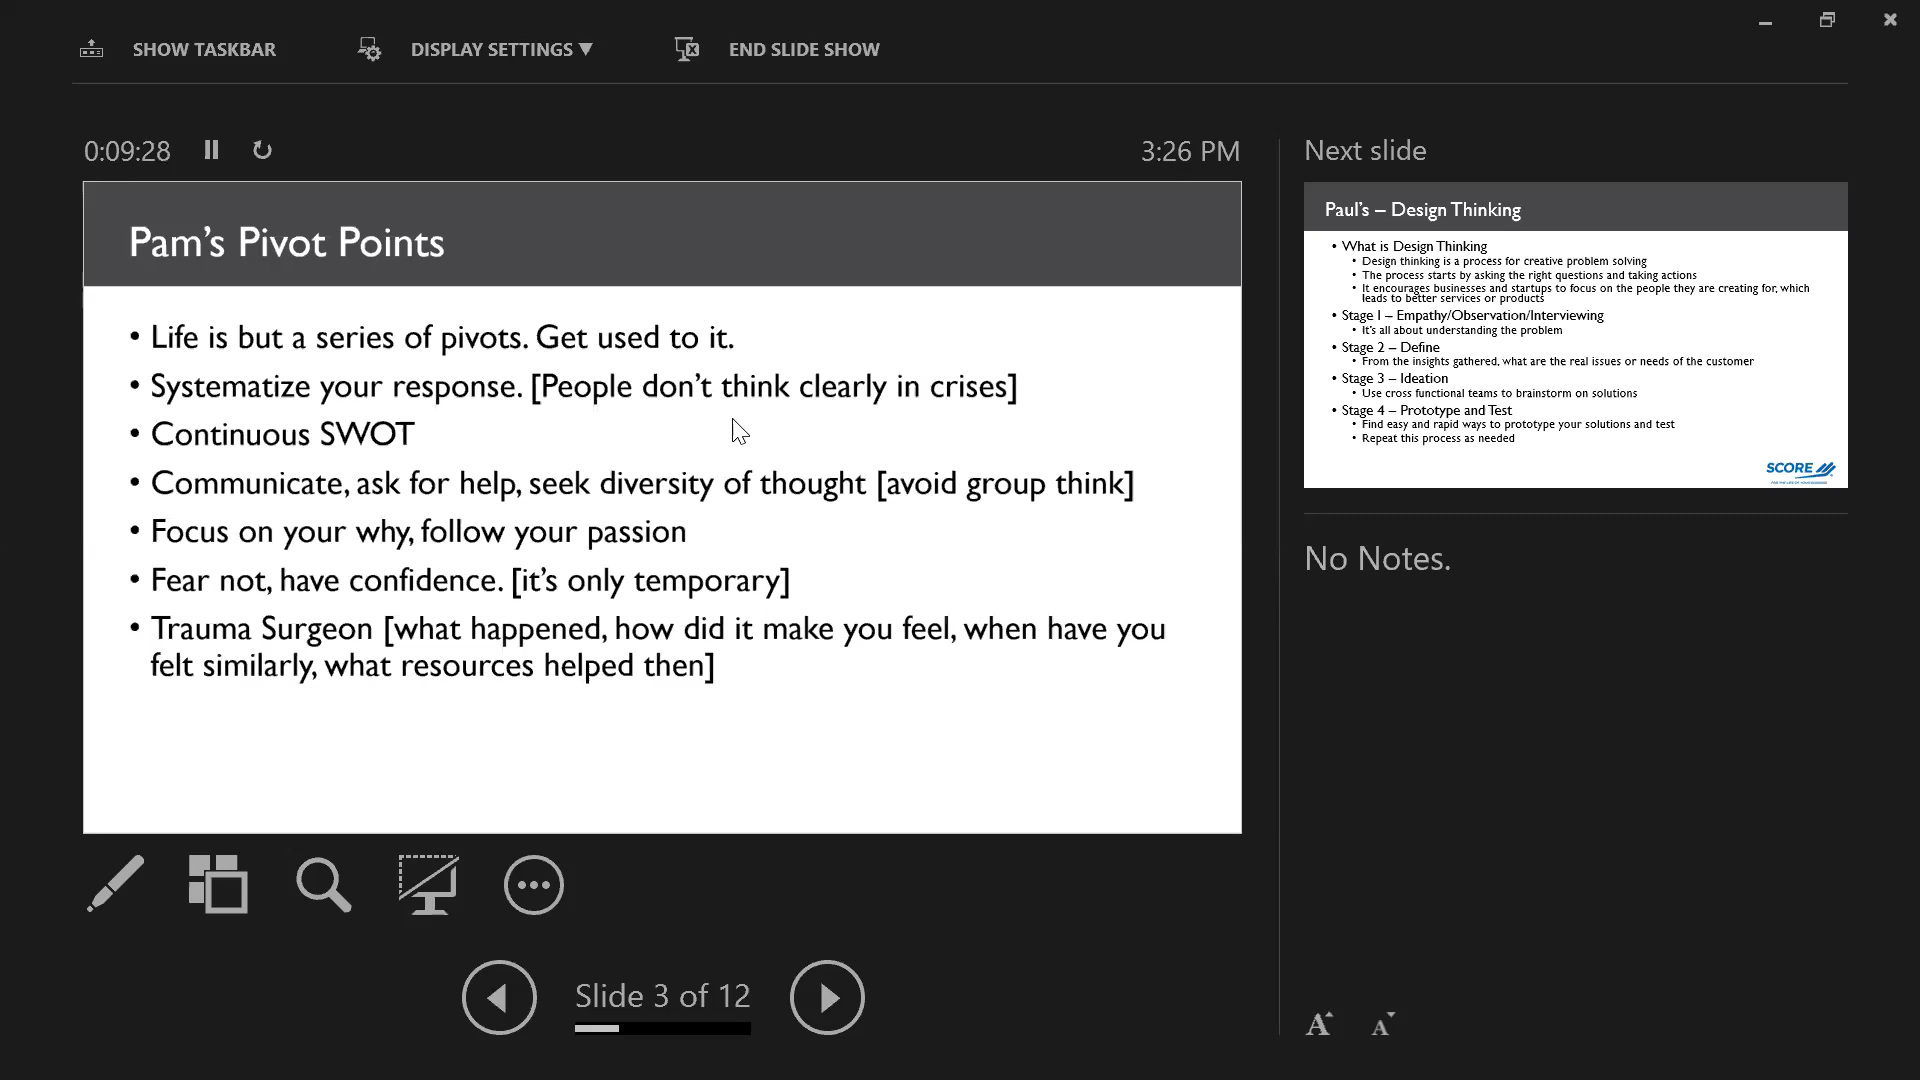 SHOW TASKBAR
DISPLAY SETTINGS ▼
END SLIDE SHOW
0:09:28
3:26 PM
Pam's Pivot Points
• Life is but a series of pivots. Get used to it.
• Systematize your response. [People don't think clearly in crises]
• Continuous SWOT
• Communicate, ask for help, seek diversity of thought [avoid group think]
• Focus on your why, follow your passion
• Fear not, have confidence. [it's only temporary]
• Trauma Surgeon [what happened, how did it make you feel, when have you
felt similarly, what resources helped then]
Slide 3 of 12
Next slide
Paul's – Design Thinking
• What is Design Thinking
• Design thinking is a process for creative problem solving
• The process starts by asking the right questions and taking actions
• It encourages businesses and startups to focus on the people they are creating for, which
leads to better services or products
• Stage 1 – Empathy/Observation/Interviewing
• It's all about understanding the problem
• Stage 2 – Define
• From the insights gathered, what are the real issues or needs of the customer
• Stage 3 – Ideation
• Use cross functional teams to brainstorm on solutions
• Stage 4 – Prototype and Test
• Find easy and rapid ways to prototype your solutions and test
• Repeat this process as needed
SCORE
No Notes.
A A